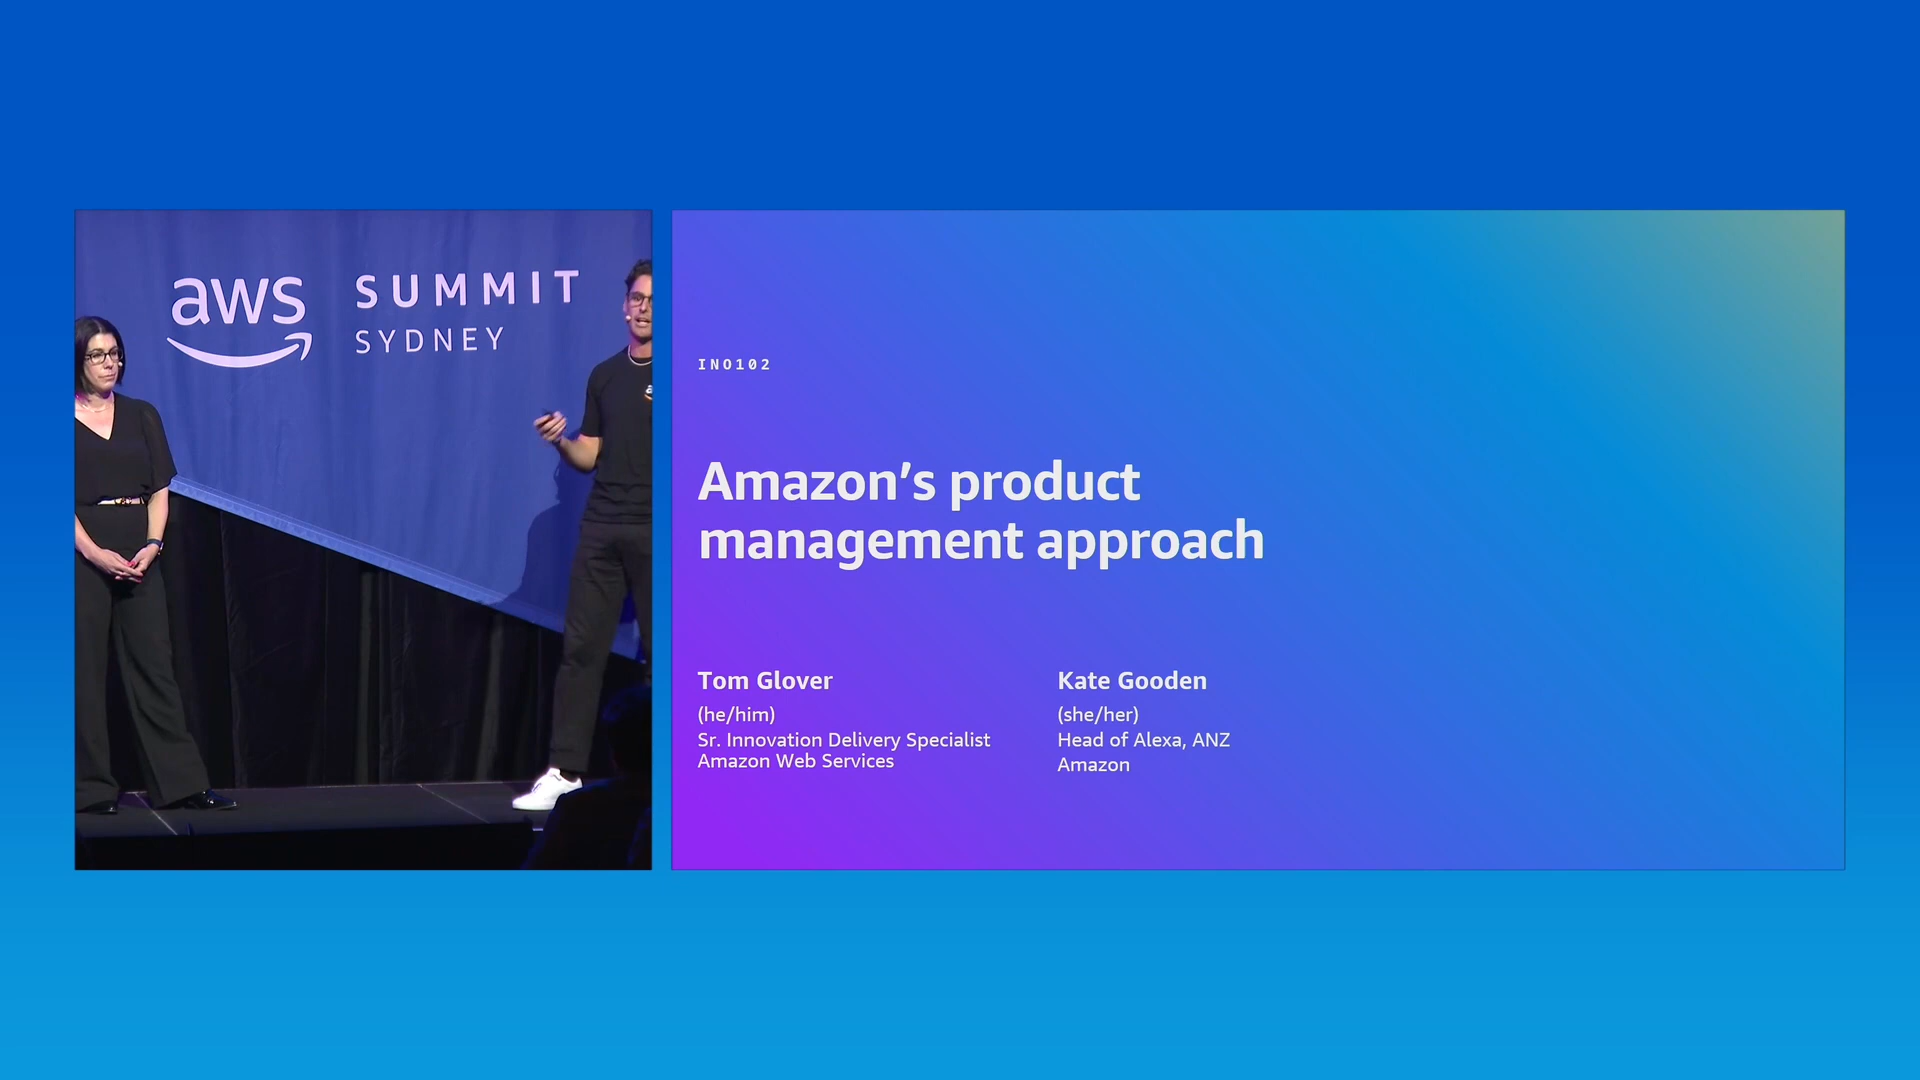 aws
SUMMIT
SYDNEY
INO102
Amazon’s product
management approach
Tom Glover
(he/him)
Sr. Innovation Delivery Specialist
Amazon Web Services
Kate Gooden
(she/her)
Head of Alexa, ANZ
Amazon